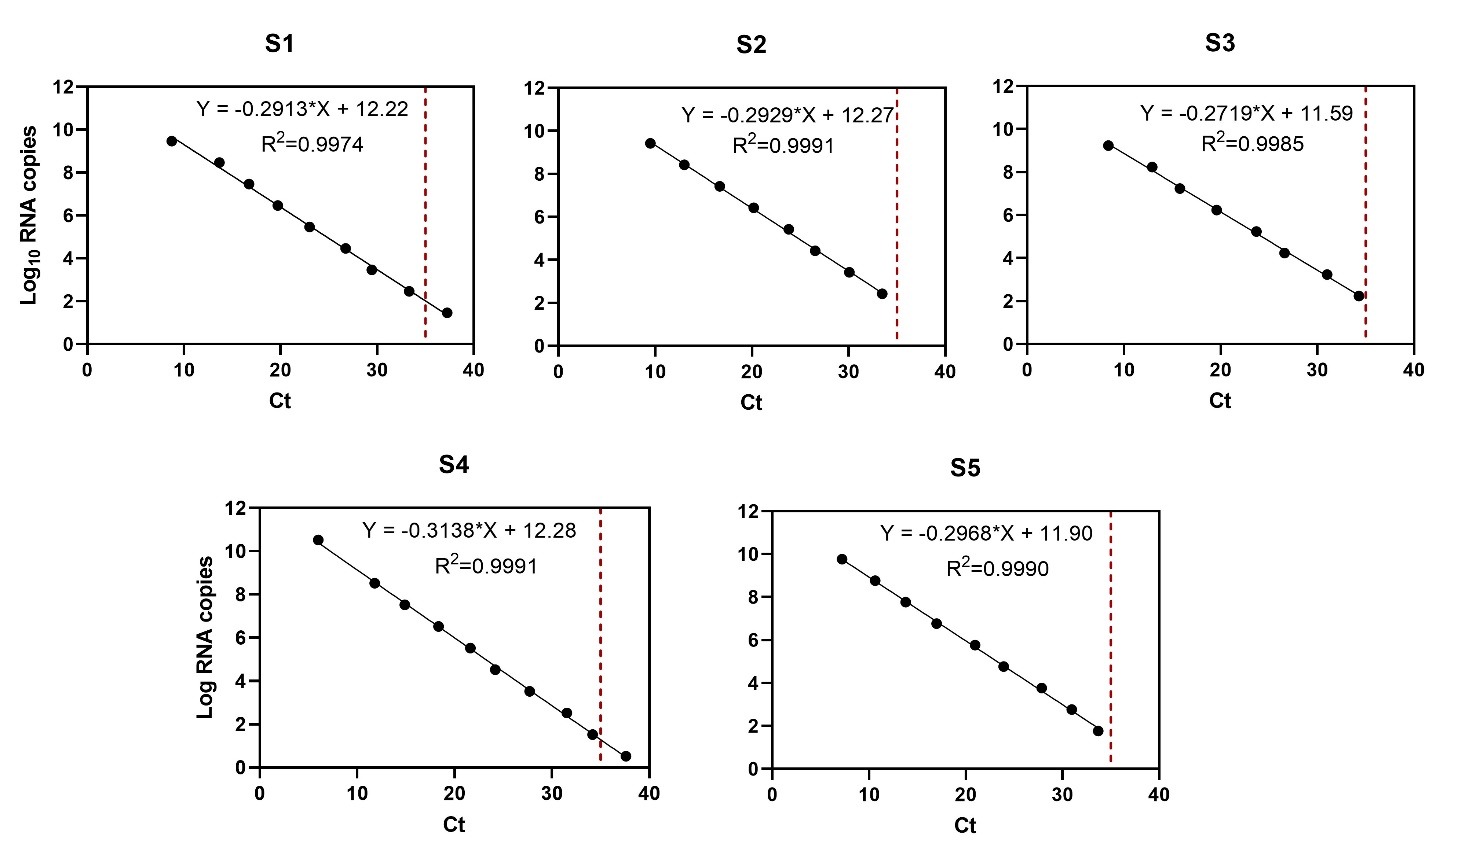 S1
12
10
8
6
4
2
0
Log10 RNA copies
Y = -0.2913*X + 12.22
R2=0.9974
0 10 20 30 40
Ct
S2
12
10
8
6
4
2
0
Y = -0.2929*X + 12.27
R2=0.9991
0 10 20 30 40
Ct
S3
12
10
8
6
4
2
0
Y = -0.2719*X + 11.59
R2=0.9985
0 10 20 30 40
Ct
S4
12
10
8
6
4
2
0
Log RNA copies
Y = -0.3138*X + 12.28
R2=0.9991
0 10 20 30 40
Ct
S5
12
10
8
6
4
2
0
Y = -0.2968*X + 11.90
R2=0.9990
0 10 20 30 40
Ct